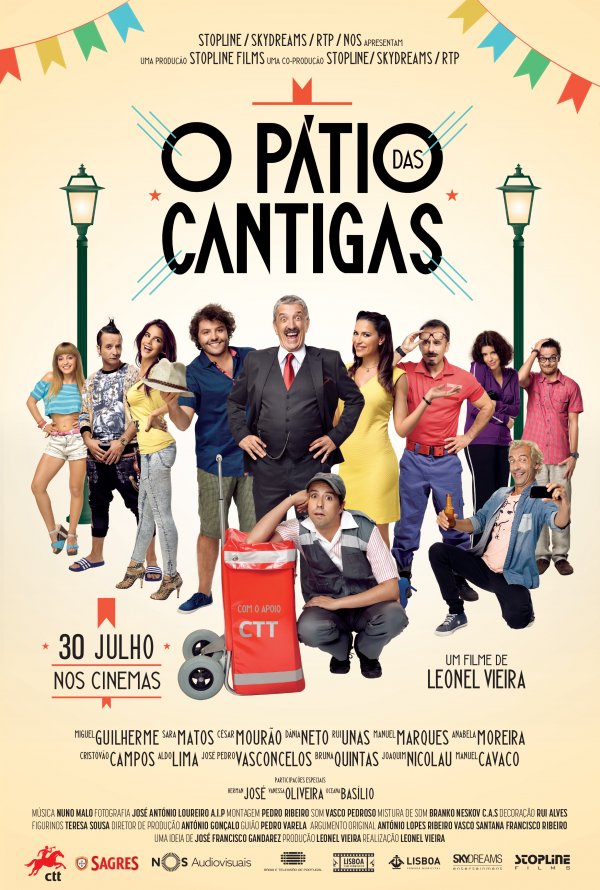 STOPLINE / SKYDREAMS / RTP / NOS APRESENTAM
UMA PRODUÇÃO STOPLINE FILMS UMA CO-PRODUÇÃO STOPLINE / SKYDREAMS / RTP
O PÁTIO DAS
CANTIGAS
COM O APOIO
CTT
30 JULHO
NOS CINEMAS
UM FILME DE
LEONEL VIEIRA
MIGUEL GUILHERME SARA MATOS CÉSAR MOURÃO DÂNIA NETO RUI UNAS MANUEL MARQUES ANABELA MOREIRA
CRISTÓVÃO CAMPOS ALDO LIMA JOSÉ PEDRO VASCONCELOS BRUNA QUINTAS JOAQUIM NICOLAU MANUEL CAVACO
PARTICIPAÇÕES ESPECIAIS
HERMAN JOSÉ VANESSA OLIVEIRA OCEANA BASÍLIO
MÚSICA NUNO MALO FOTOGRAFIA JOSÉ ANTÓNIO LOUREIRO A.I.P MONTAGEM PEDRO RIBEIRO SOM VASCO PEDROSO MISTURA DE SOM BRANKO NESKOV C.A.S DECORAÇÃO RUI ALVES
FIGURINOS TERESA SOUSA DIRETOR DE PRODUÇÃO ANTÓNIO GONÇALO GUIÃO PEDRO VARELA ARGUMENTO ORIGINAL ANTÓNIO LOPES RIBEIRO VASCO SANTANA FRANCISCO RIBEIRO
UMA IDEIA DE JOSÉ FRANCISCO GANDAREZ PRODUÇÃO LEONEL VIEIRA REALIZAÇÃO LEONEL VIEIRA
ctt SAGRES NOS Audiovisuais RÁDIO E TELEVISÃO DE PORTUGAL LISBOA LISBOA SKYDREAMS entertainment STOPLINE FILMS